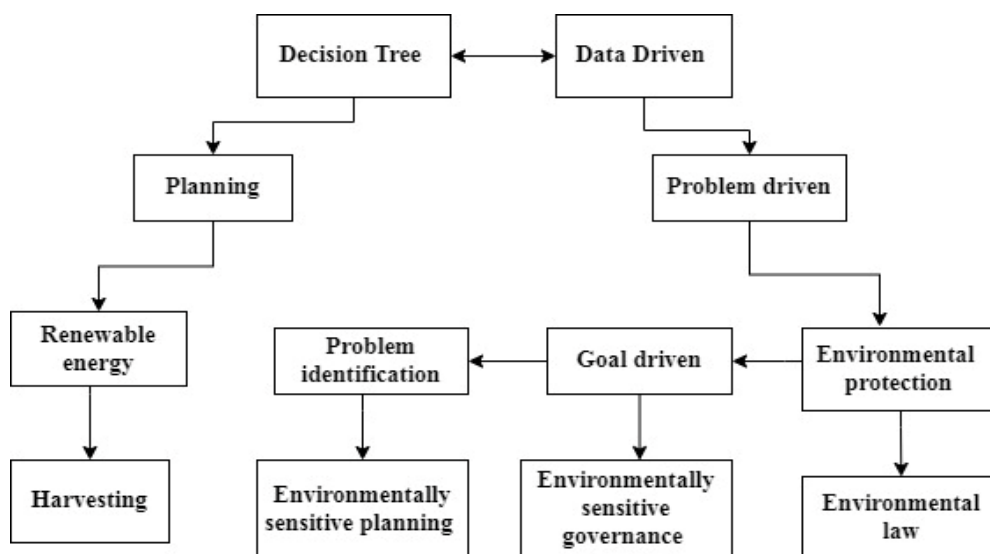 Decision Tree
Data Driven
Planning
Problem driven
Renewable
energy
Problem
identification
Goal driven
Environmental
protection
Harvesting
Environmentally
sensitive planning
Environmentally
sensitive
governance
Environmental
law